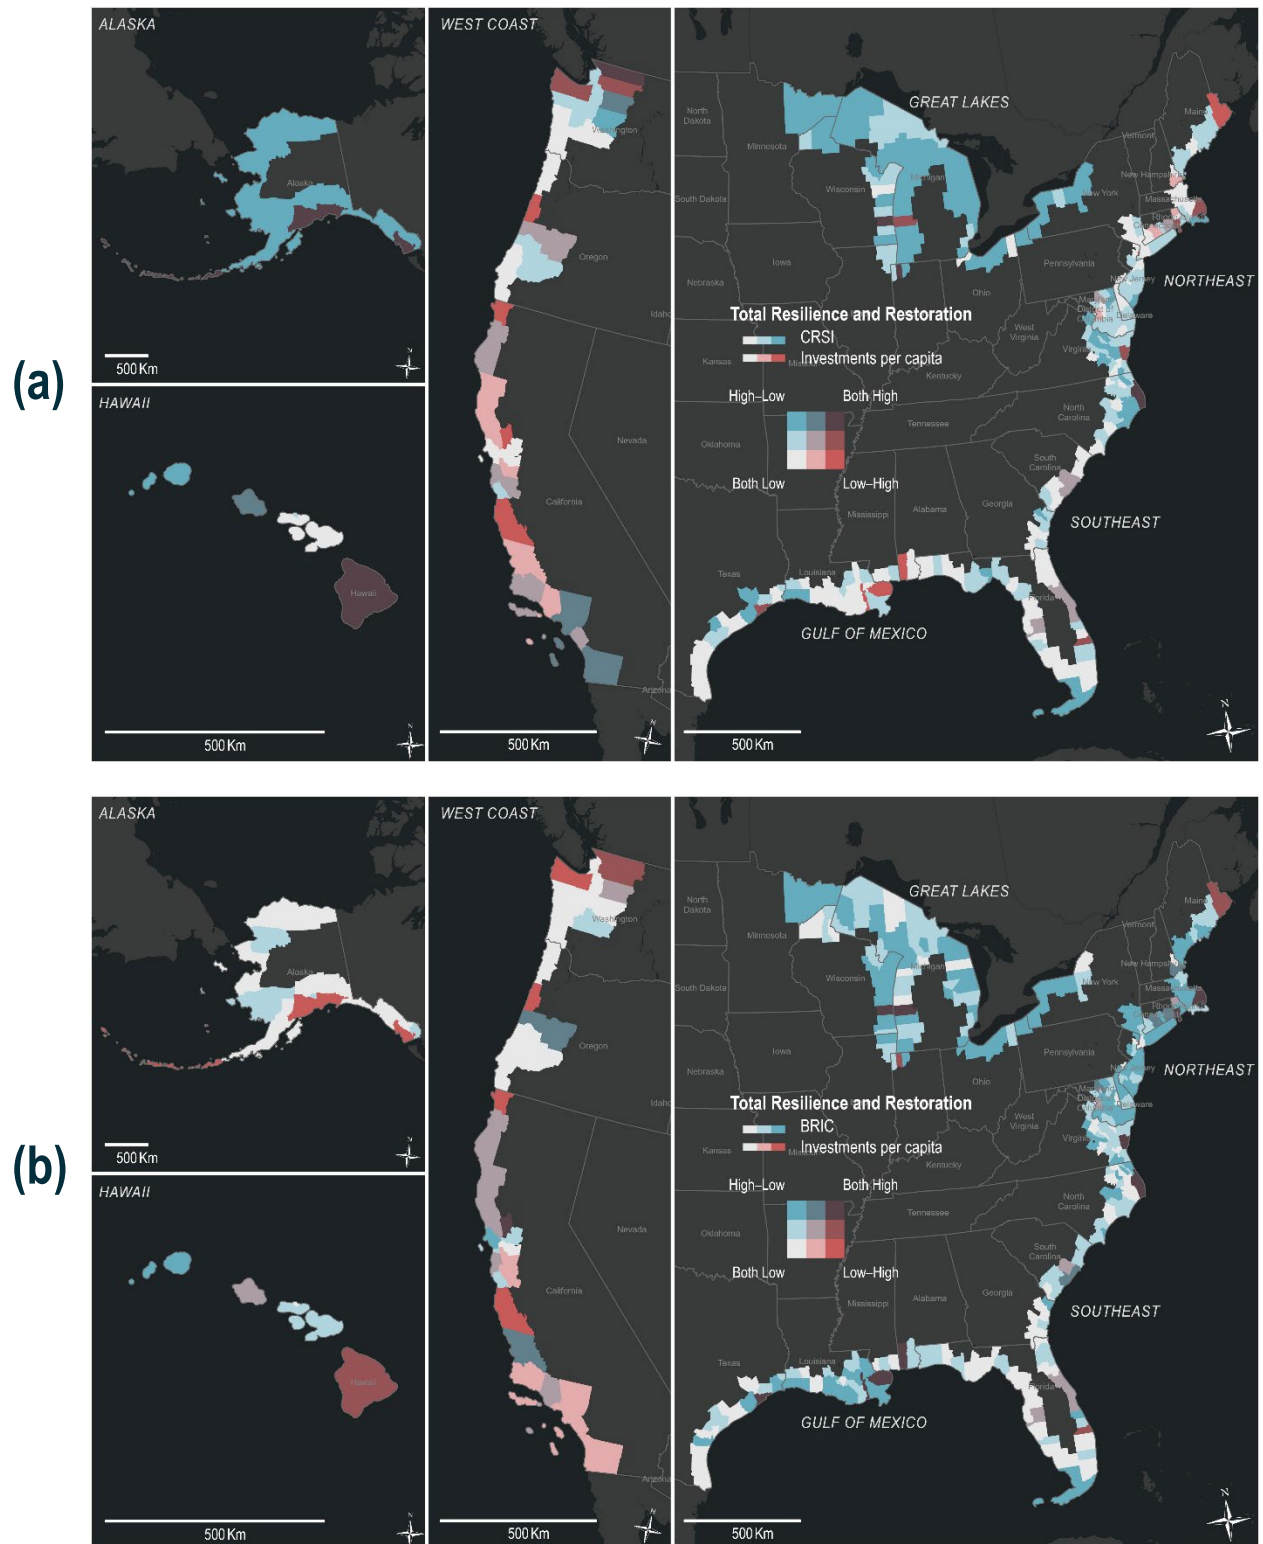 (a)
ALASKA
Alaska
500 Km
N
HAWAII
Hawaii
500 Km
N
WEST COAST
Washington
Oregon
Idaho
Nevada
California
Arizona
500 Km
N
GREAT LAKES
North
Dakota
Minnesota
Maine
Vermont
Wisconsin
Michigan
New Hampshire
New York
South Dakota
Massachusetts
Iowa
Pennsylvania
NORTHEAST
Nebraska
Ohio
New Jersey
Delaware
West
Virginia
Virginia
Total Resilience and Restoration
CRSI
Investments per capita
Kansas
Kentucky
High–Low
Both High
North
Carolina
Tennessee
Oklahoma
South
Carolina
Both Low
Low–High
Mississippi
Alabama
Georgia
SOUTHEAST
Texas
Louisiana
Florida
GULF OF MEXICO
500 Km
N
(b)
ALASKA
Alaska
500 Km
N
HAWAII
Hawaii
500 Km
N
WEST COAST
Washington
Oregon
Idaho
Nevada
California
Arizona
500 Km
N
GREAT LAKES
North
Dakota
Minnesota
Maine
Vermont
Wisconsin
Michigan
New Hampshire
New York
South Dakota
Massachusetts
Iowa
Pennsylvania
NORTHEAST
Nebraska
Ohio
New Jersey
Delaware
West
Virginia
Virginia
Total Resilience and Restoration
BRIC
Investments per capita
Kansas
Kentucky
High–Low
Both High
North
Carolina
Tennessee
Oklahoma
South
Carolina
Both Low
Low–High
Mississippi
Alabama
Georgia
SOUTHEAST
Texas
Louisiana
Florida
GULF OF MEXICO
500 Km
N